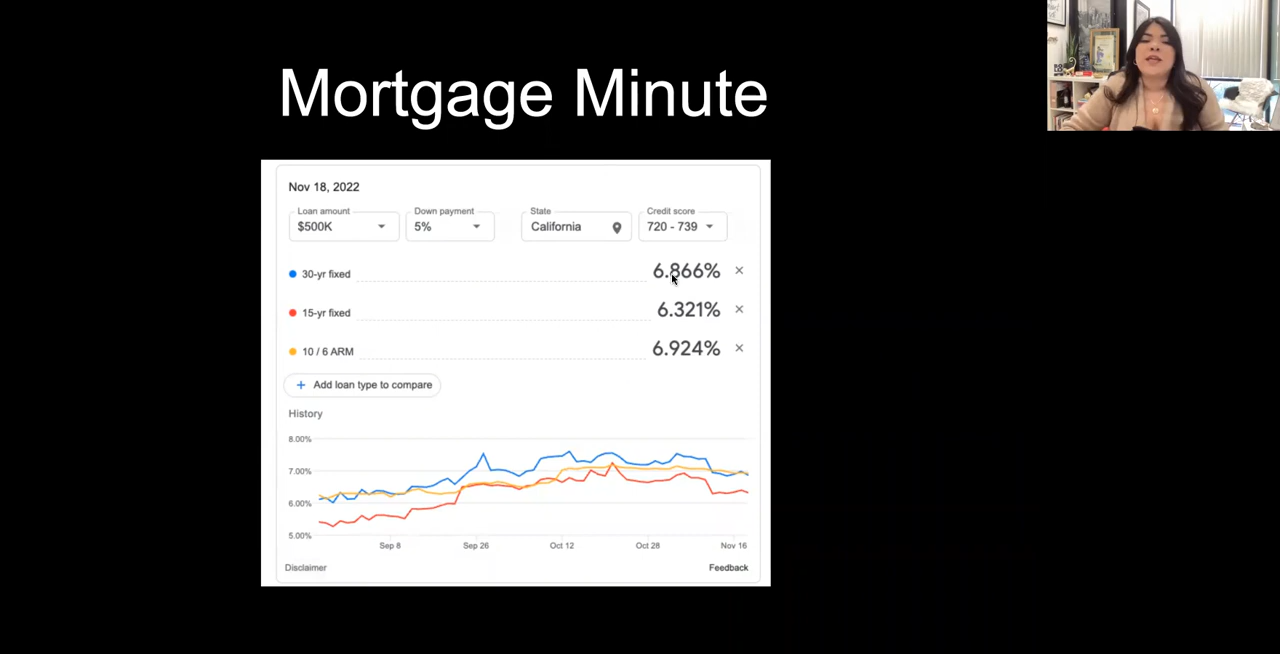 Mortgage Minute
Nov 18, 2022
Loan amount Down payment State Credit score
$500K 5% California 720 - 739
30-yr fixed 6.866% ×
15-yr fixed 6.321% ×
10 / 6 ARM 6.924% ×
+ Add loan type to compare
History
8.00%
7.00%
6.00%
5.00%
Sep 8 Sep 26 Oct 12 Oct 28 Nov 16
Disclaimer Feedback